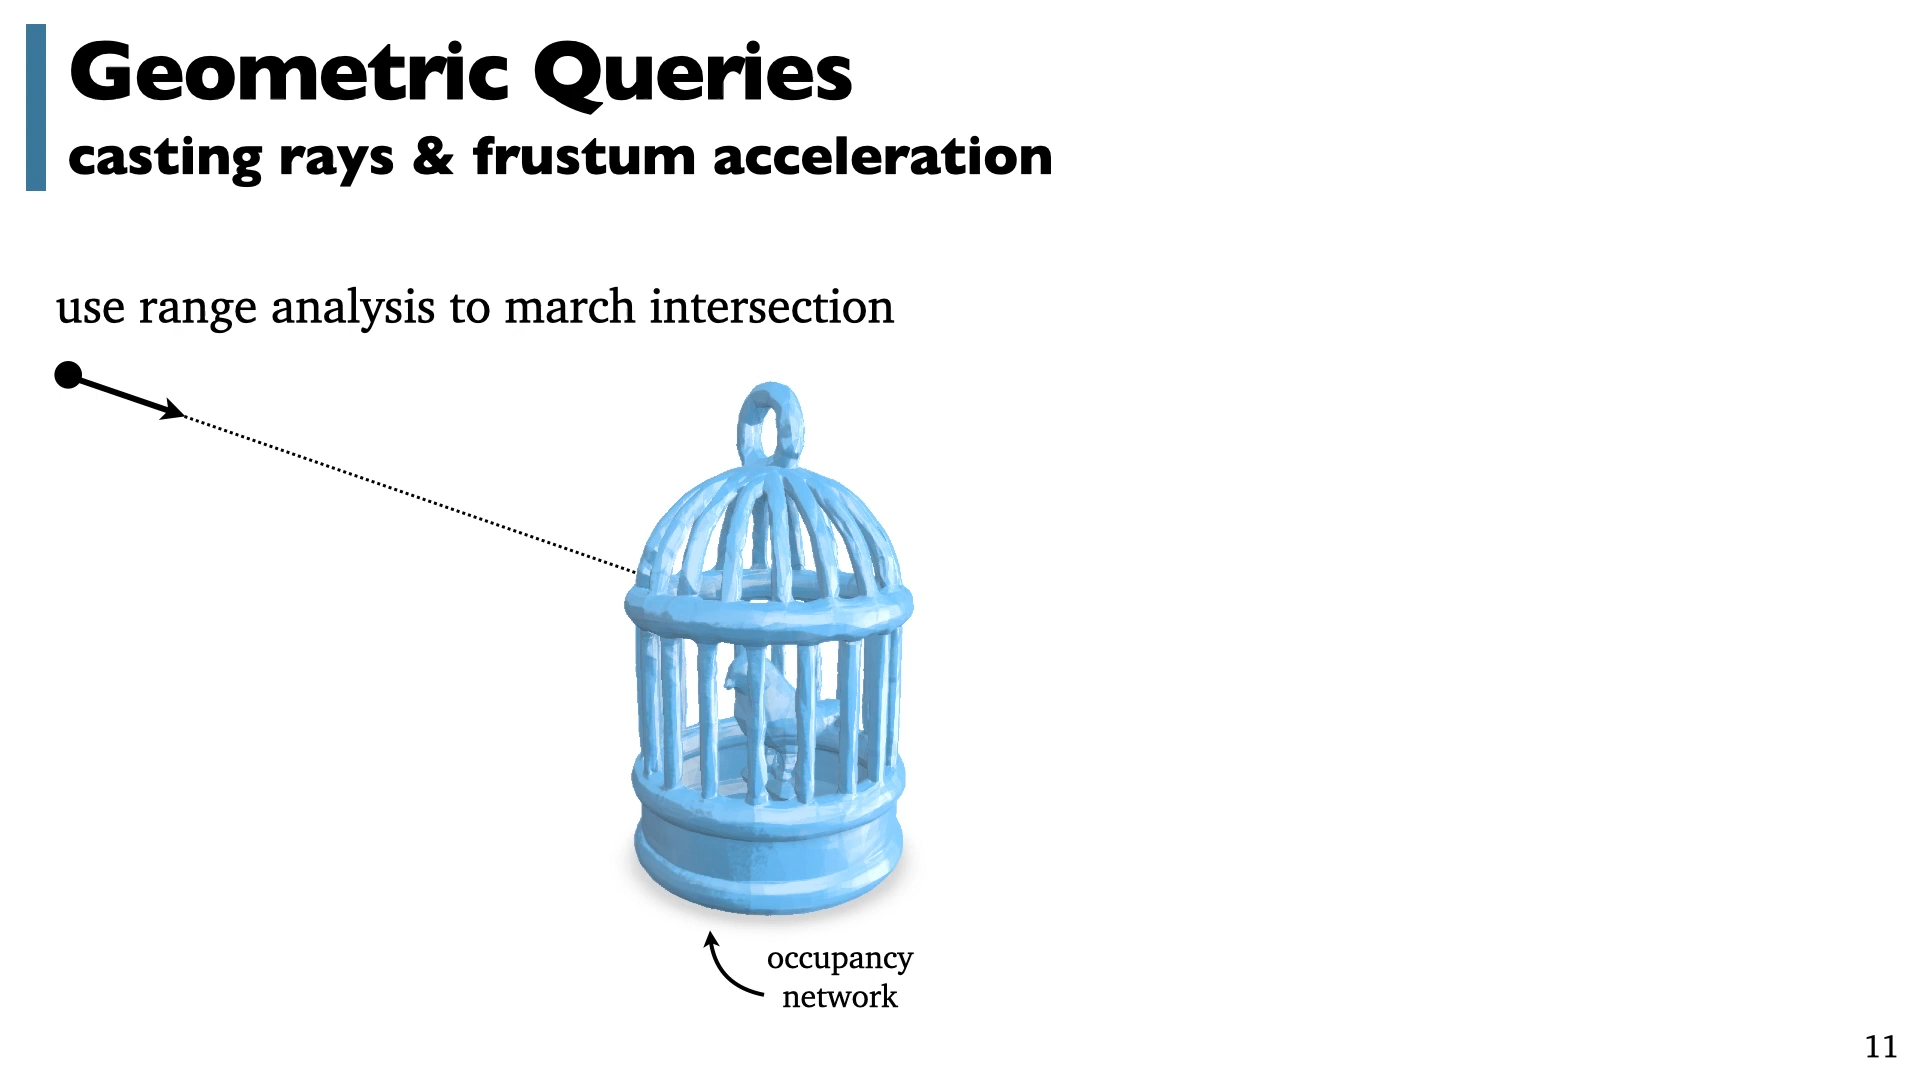 Geometric Queries
casting rays & frustum acceleration
use range analysis to march intersection
occupancy
network
11